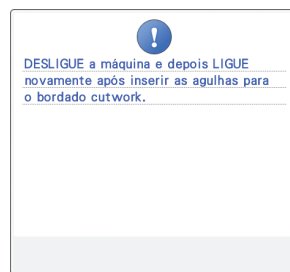 DESLIGUE a máquina e depois LIGUE
novamente após inserir as agulhas para
o bordado cutwork.